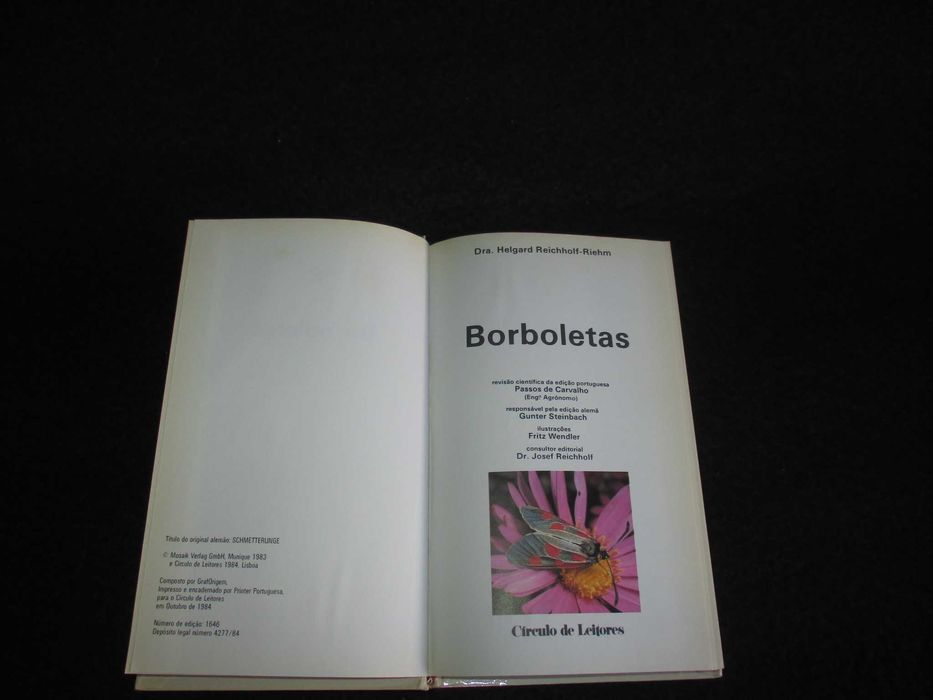 Título do original alemão: SCHMETTERLINGE
© Mosaik Verlag GmbH, Munique 1983
e Círculo de Leitores 1984. Lisboa
Composto por GrafOrigem,
Impresso e encadernado por Printer Portuguesa,
para o Círculo de Leitores
em Outubro de 1984
Número de edição: 1646
Depósito legal número 4277/84
Dra. Helgard Reichholf-Riehm
Borboletas
revisão científica da edição portuguesa
Passos de Carvalho
(Engº Agrónomo)
responsável pela edição alemã
Gunter Steinbach
ilustrações
Fritz Wendler
consultor editorial
Dr. Josef Reichholf
Círculo de Leitores